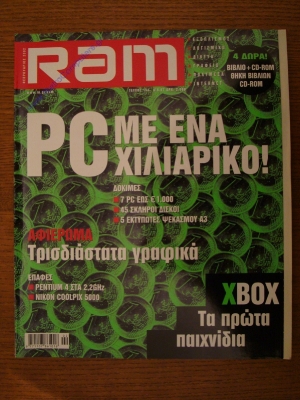 RAM
4 ΔΩΡΑ!
ΒΙΒΛΙΟ + CD-ROM
ΘΗΚΗ ΒΙΒΛΙΟΝ
CD-ROM
PC ΜΕ ΕΝΑ
ΧΙΛΙΑΡΙΚΟ!
ΔΟΚΙΜΕΣ
7 PC ΕΩΣ € 1.000
45 ΣΚΛΗΡΟΙ ΔΙΣΚΟΙ
5 ΕΚΤΥΠΩΤΕΣ ΨΕΚΑΣΜΟΥ Α3
ΑΦΙΕΡΩΜΑ
Τρισδιάστατα γραφικά
ΕΠΑΦΕΣ
PENTIUM 4 ΣΤΑ 2,2GHz
NIKON COOLPIX 5000
XBOX
Τα πρώτα
παιχνίδια